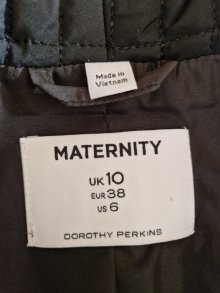 Made in
Vietnam
MATERNITY
UK 10
EUR 38
US 6
DOROTHY PERKINS